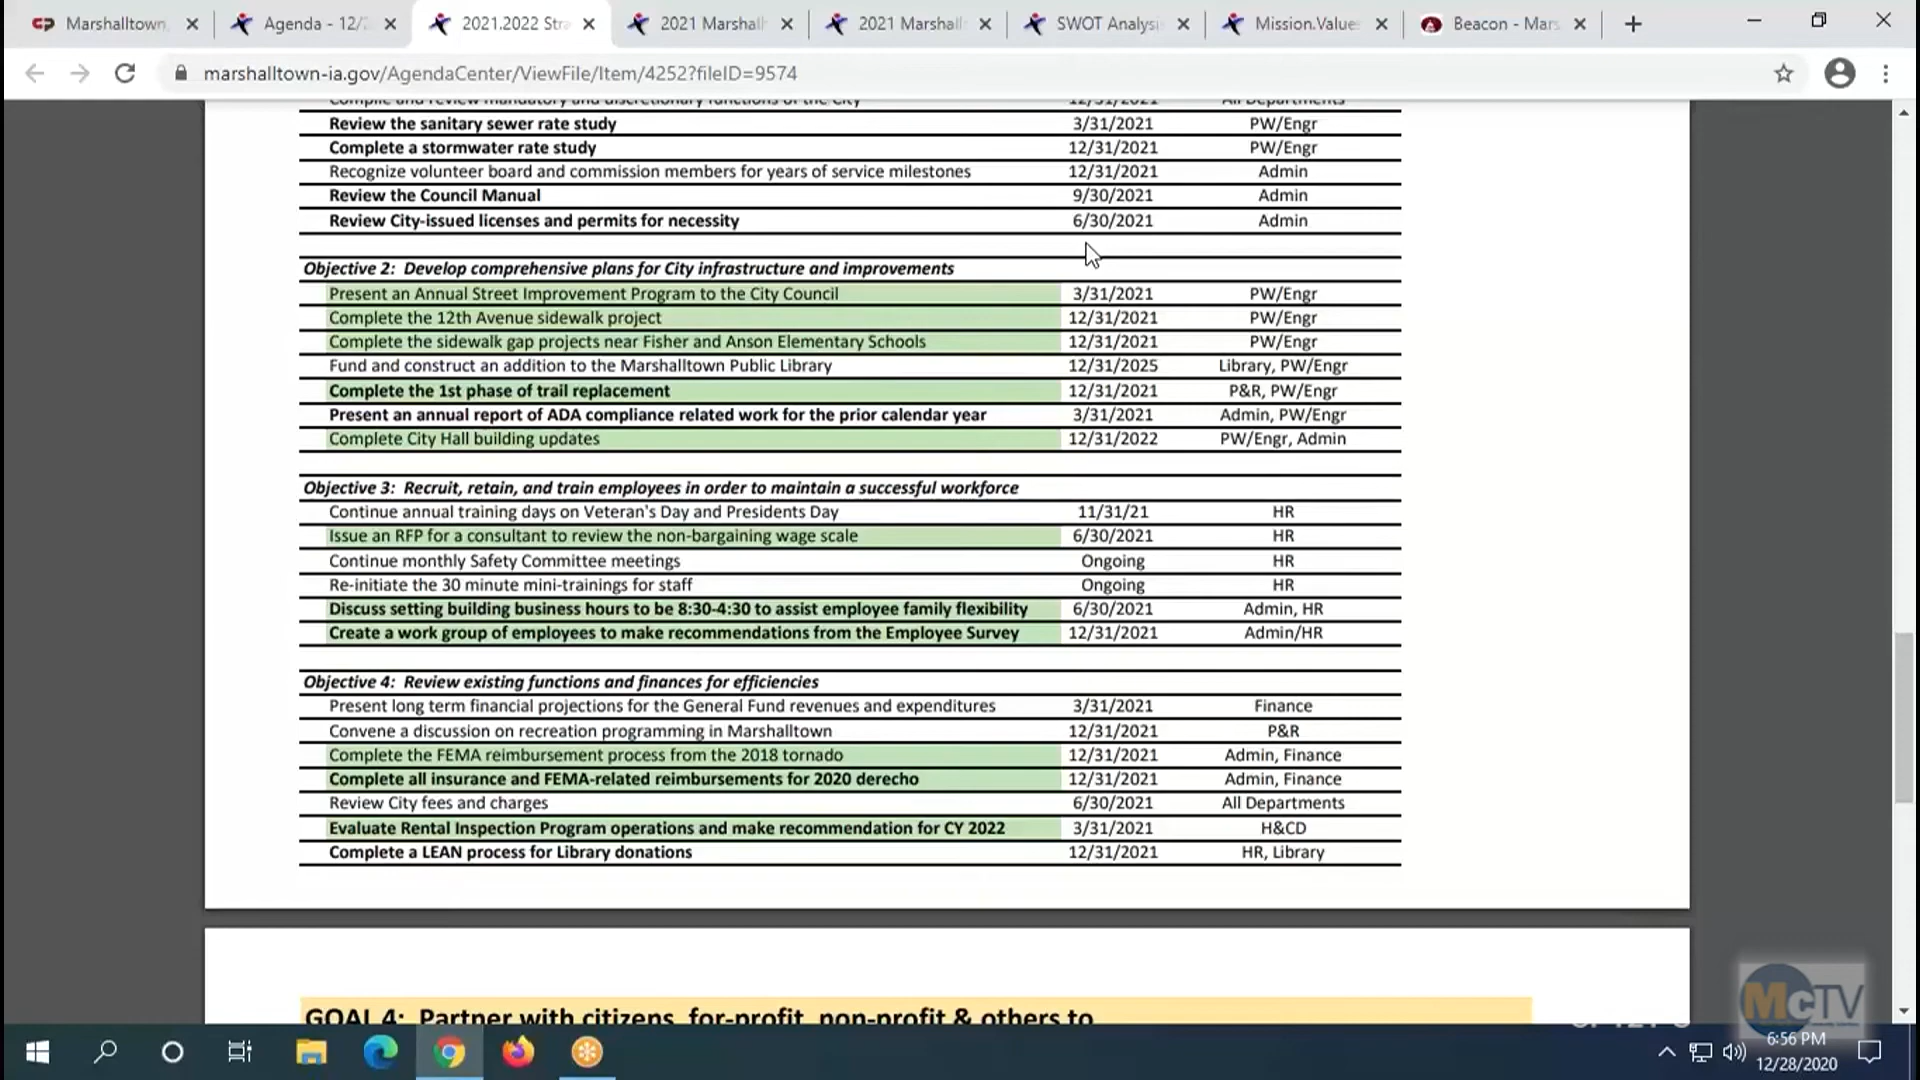 Marshalltown,
Agenda - 12/2
2021.2022 Stra
2021 Marshall
2021 Marshall
SWOT Analysis
Mission.Values
Beacon - Mars
marshalltown-ia.gov/AgendaCenter/ViewFile/Item/4252?fileID=9574
Compile and review mandatory and discretionary functions of the City 12/31/2021 All Departments
Review the sanitary sewer rate study 3/31/2021 PW/Engr
Complete a stormwater rate study 12/31/2021 PW/Engr
Recognize volunteer board and commission members for years of service milestones 12/31/2021 Admin
Review the Council Manual 9/30/2021 Admin
Review City-issued licenses and permits for necessity 6/30/2021 Admin
Objective 2: Develop comprehensive plans for City infrastructure and improvements
Present an Annual Street Improvement Program to the City Council 3/31/2021 PW/Engr
Complete the 12th Avenue sidewalk project 12/31/2021 PW/Engr
Complete the sidewalk gap projects near Fisher and Anson Elementary Schools 12/31/2021 PW/Engr
Fund and construct an addition to the Marshalltown Public Library 12/31/2025 Library, PW/Engr
Complete the 1st phase of trail replacement 12/31/2021 P&R, PW/Engr
Present an annual report of ADA compliance related work for the prior calendar year 3/31/2021 Admin, PW/Engr
Complete City Hall building updates 12/31/2022 PW/Engr, Admin
Objective 3: Recruit, retain, and train employees in order to maintain a successful workforce
Continue annual training days on Veteran's Day and Presidents Day 11/31/21 HR
Issue an RFP for a consultant to review the non-bargaining wage scale 6/30/2021 HR
Continue monthly Safety Committee meetings Ongoing HR
Re-initiate the 30 minute mini-trainings for staff Ongoing HR
Discuss setting building business hours to be 8:30-4:30 to assist employee family flexibility 6/30/2021 Admin, HR
Create a work group of employees to make recommendations from the Employee Survey 12/31/2021 Admin/HR
Objective 4: Review existing functions and finances for efficiencies
Present long term financial projections for the General Fund revenues and expenditures 3/31/2021 Finance
Convene a discussion on recreation programming in Marshalltown 12/31/2021 P&R
Complete the FEMA reimbursement process from the 2018 tornado 12/31/2021 Admin, Finance
Complete all insurance and FEMA-related reimbursements for 2020 derecho 12/31/2021 Admin, Finance
Review City fees and charges 6/30/2021 All Departments
Evaluate Rental Inspection Program operations and make recommendation for CY 2022 3/31/2021 H&CD
Complete a LEAN process for Library donations 12/31/2021 HR, Library
GOAL 4: Partner with citizens, for-profit, non-profit & others to
McTV
6:56 PM
12/28/2020